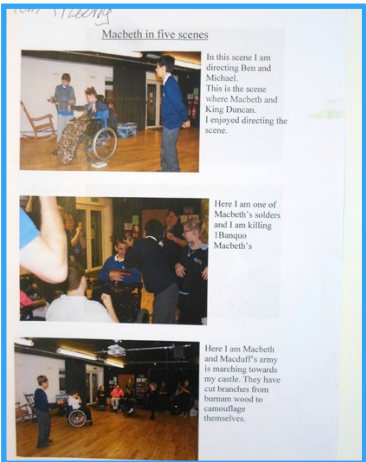 Macbeth in five scenes
In this scene I am
directing Ben and
Michael.
This is the scene
where Macbeth and
King Duncan.
I enjoyed directing the
scene.
Here I am one of
Macbeth's solders
and I am killing
1Banquo
Macbeth's
Here I am Macbeth
and Macduff's army
is marching towards
my castle. They have
cut branches from
burnam wood to
camouflage
themselves.